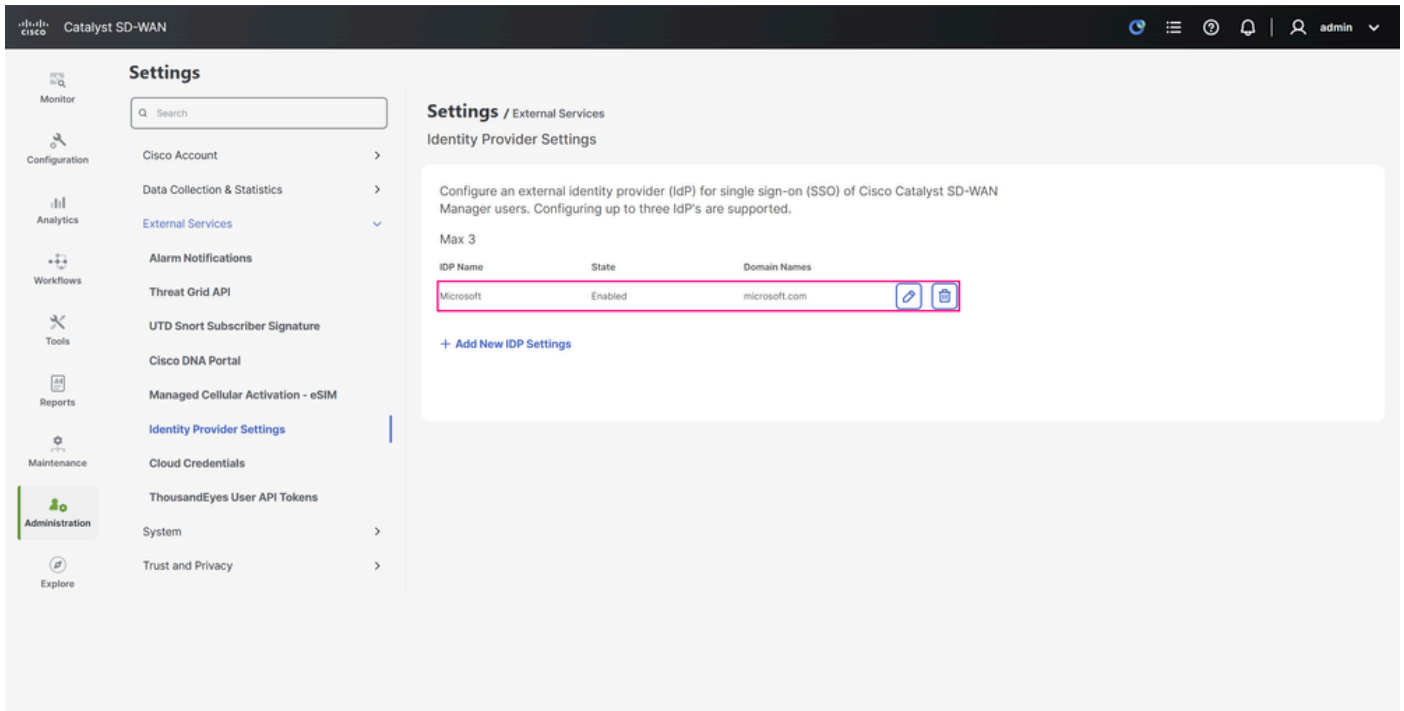 cisco
Catalyst SD-WAN
admin
Monitor
Configuration
Analytics
Workflows
Tools
Reports
Maintenance
Administration
Explore
Settings
Search
Cisco Account
Data Collection & Statistics
External Services
Alarm Notifications
Threat Grid API
UTD Snort Subscriber Signature
Cisco DNA Portal
Managed Cellular Activation - eSIM
Identity Provider Settings
Cloud Credentials
ThousandEyes User API Tokens
System
Trust and Privacy
Settings / External Services
Identity Provider Settings
Configure an external identity provider (IdP) for single sign-on (SSO) of Cisco Catalyst SD-WAN
Manager users. Configuring up to three IdP's are supported.
Max 3
IDP Name State Domain Names
Microsoft Enabled microsoft.com
+ Add New IDP Settings